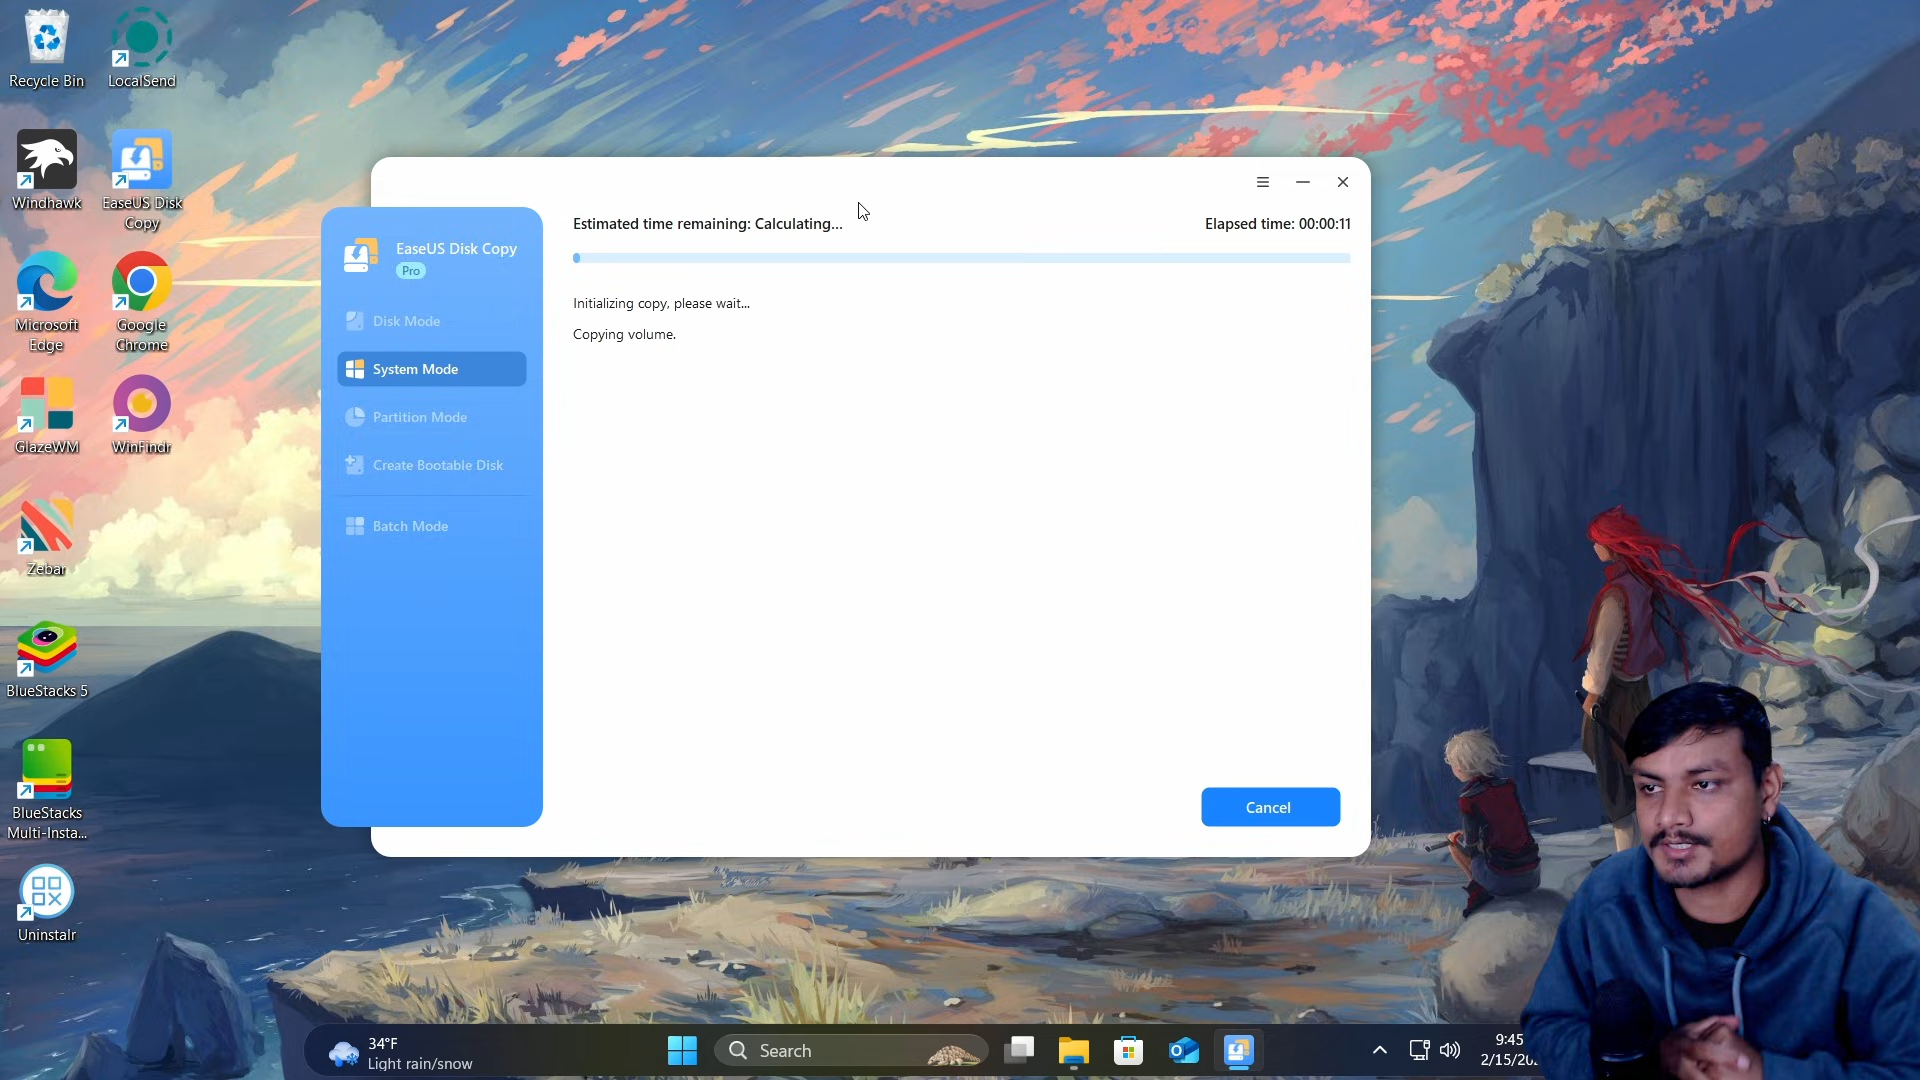 Recycle Bin
LocalSend
Windhawk
EaseUS Disk
Copy
Microsoft
Edge
Google
Chrome
GlazeWM
WinFindr
Zebar
BlueStacks 5
BlueStacks
Multi-Insta...
Uninstalr
EaseUS Disk Copy
Pro
Disk Mode
System Mode
Partition Mode
Create Bootable Disk
Batch Mode
Estimated time remaining: Calculating...
Elapsed time: 00:00:11
Initializing copy, please wait...
Copying volume.
Cancel
34°F
Light rain/snow
Search
9:45